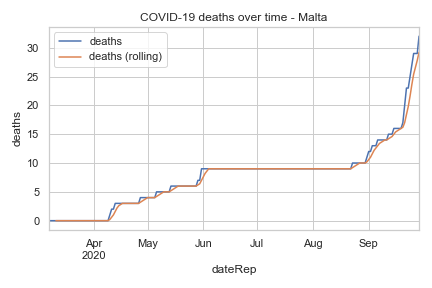 COVID-19 deaths over time - Malta
deaths
deaths (rolling)
30
25
20
15
10
5
0
deaths
Apr
2020
May
Jun
Jul
Aug
Sep
dateRep